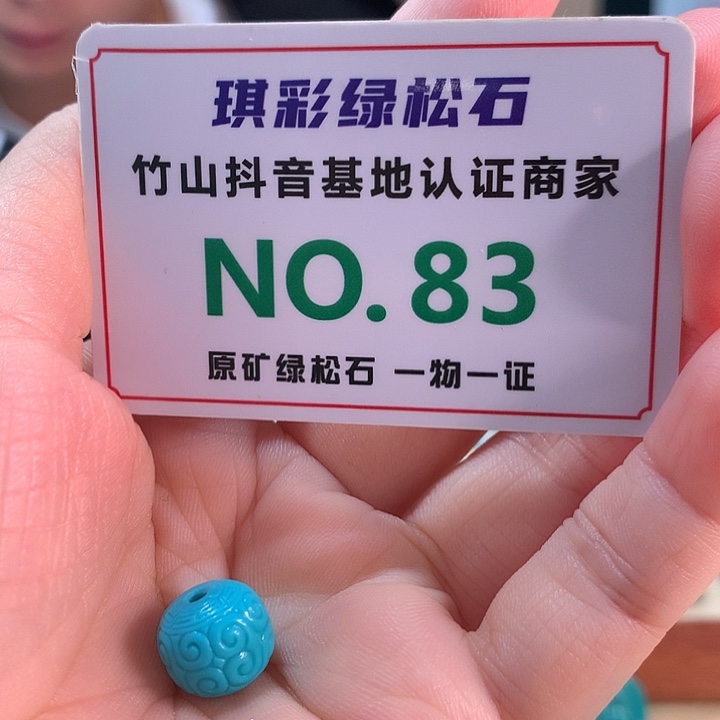 琪彩绿松石
竹山抖音基地认证商家
NO. 83
原矿绿松石 一物一证